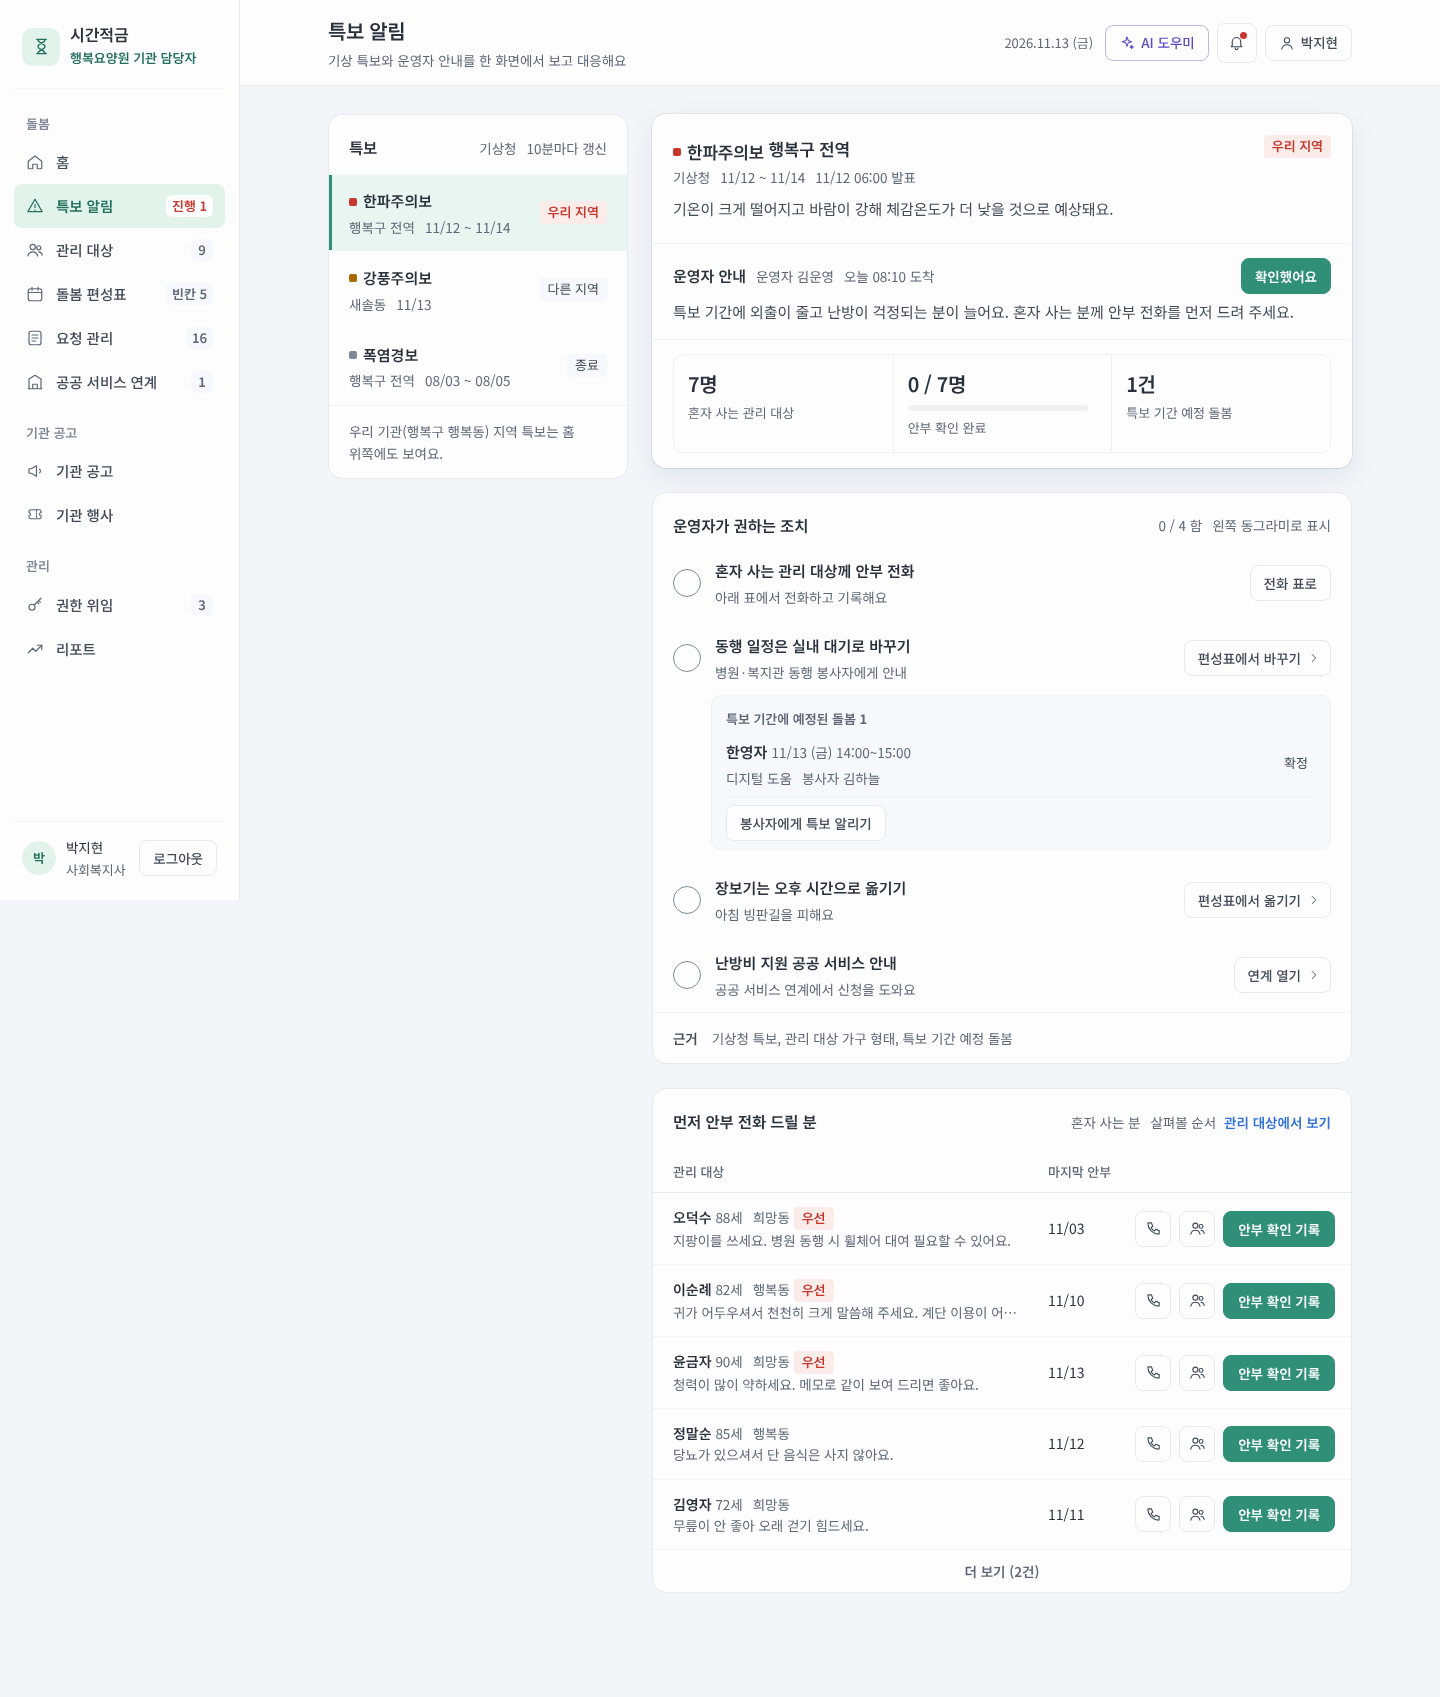 시간적금
행복요양원 기관 담당자
돌봄
홈
특보 알림 진행 1
관리 대상 9
돌봄 편성표 빈칸 5
요청 관리 16
공공 서비스 연계 1
기관 공고
기관 공고
기관 행사
관리
권한 위임 3
리포트
박 박지현
사회복지사
로그아웃
특보 알림
기상 특보와 운영자 안내를 한 화면에서 보고 대응해요
2026.11.13 (금) AI 도우미 박지현
특보 기상청 10분마다 갱신
한파주의보
행복구 전역 11/12 ~ 11/14
우리 지역
강풍주의보
새솔동 11/13
다른 지역
폭염경보
행복구 전역 08/03 ~ 08/05
종료
우리 기관(행복구 행복동) 지역 특보는 홈
위쪽에도 보여요.
한파주의보 행복구 전역 우리 지역
기상청 11/12 ~ 11/14 11/12 06:00 발표
기온이 크게 떨어지고 바람이 강해 체감온도가 더 낮을 것으로 예상돼요.
운영자 안내 운영자 김운영 오늘 08:10 도착 확인했어요
특보 기간에 외출이 줄고 난방이 걱정되는 분이 늘어요. 혼자 사는 분께 안부 전화를 먼저 드려 주세요.
7명
혼자 사는 관리 대상
0 / 7명
안부 확인 완료
1건
특보 기간 예정 돌봄
운영자가 권하는 조치 0 / 4 함 왼쪽 동그라미로 표시
혼자 사는 관리 대상께 안부 전화
아래 표에서 전화하고 기록해요
전화 표로
동행 일정은 실내 대기로 바꾸기
병원·복지관 동행 봉사자에게 안내
편성표에서 바꾸기
특보 기간에 예정된 돌봄 1
한영자 11/13 (금) 14:00~15:00
디지털 도움 봉사자 김하늘
확정
봉사자에게 특보 알리기
장보기는 오후 시간으로 옮기기
아침 빙판길을 피해요
편성표에서 옮기기
난방비 지원 공공 서비스 안내
공공 서비스 연계에서 신청을 도와요
연계 열기
근거 기상청 특보, 관리 대상 가구 형태, 특보 기간 예정 돌봄
먼저 안부 전화 드릴 분 혼자 사는 분 살펴볼 순서 관리 대상에서 보기
관리 대상 마지막 안부
오덕수 88세 희망동 우선
지팡이를 쓰세요. 병원 동행 시 휠체어 대여 필요할 수 있어요.
11/03 안부 확인 기록
이순례 82세 행복동 우선
귀가 어두우셔서 천천히 크게 말씀해 주세요. 계단 이용이 어…
11/10 안부 확인 기록
윤금자 90세 희망동 우선
청력이 많이 약하세요. 메모로 같이 보여 드리면 좋아요.
11/13 안부 확인 기록
정말순 85세 행복동
당뇨가 있으셔서 단 음식은 사지 않아요.
11/12 안부 확인 기록
김영자 72세 희망동
무릎이 안 좋아 오래 걷기 힘드세요.
11/11 안부 확인 기록
더 보기 (2건)